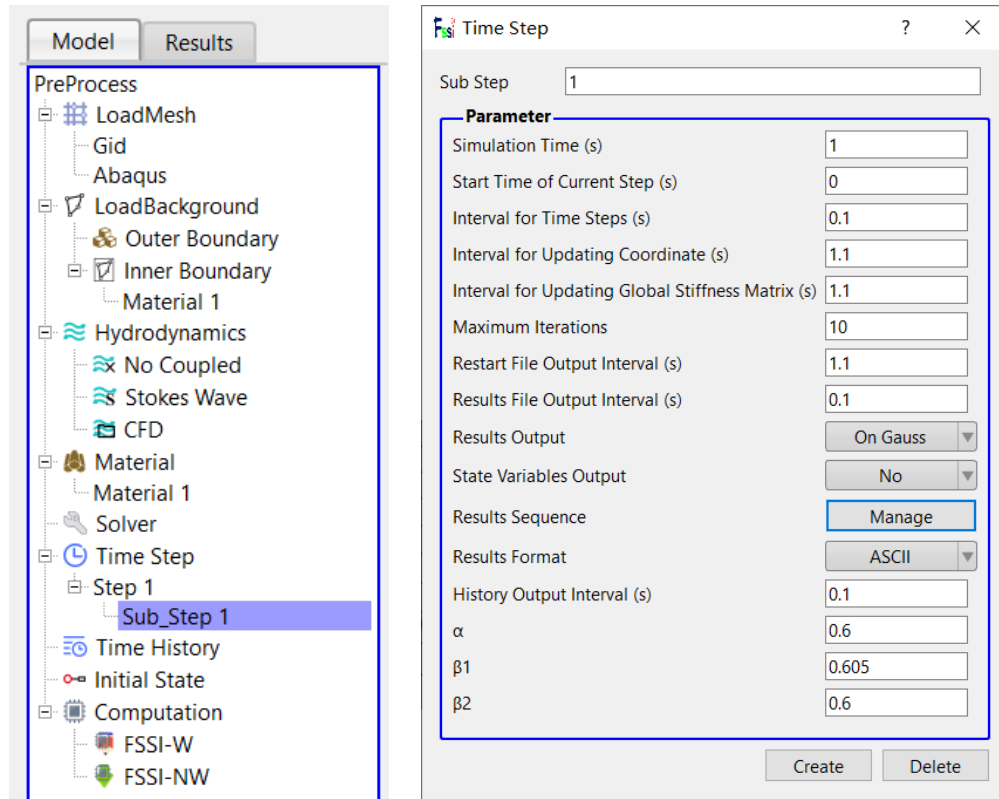 Model
Results
PreProcess
LoadMesh
Gid
Abaqus
LoadBackground
Outer Boundary
Inner Boundary
Material 1
Hydrodynamics
No Coupled
Stokes Wave
CFD
Material
Material 1
Solver
Time Step
Step 1
Sub_Step 1
Time History
Initial State
Computation
FSSI-W
FSSI-NW
Fssi Time Step ?
Sub Step 1
Parameter
Simulation Time (s) 1
Start Time of Current Step (s) 0
Interval for Time Steps (s) 0.1
Interval for Updating Coordinate (s) 1.1
Interval for Updating Global Stiffness Matrix (s) 1.1
Maximum Iterations 10
Restart File Output Interval (s) 1.1
Results File Output Interval (s) 0.1
Results Output On Gauss
State Variables Output No
Results Sequence Manage
Results Format ASCII
History Output Interval (s) 0.1
α 0.6
β1 0.605
β2 0.6
Create Delete